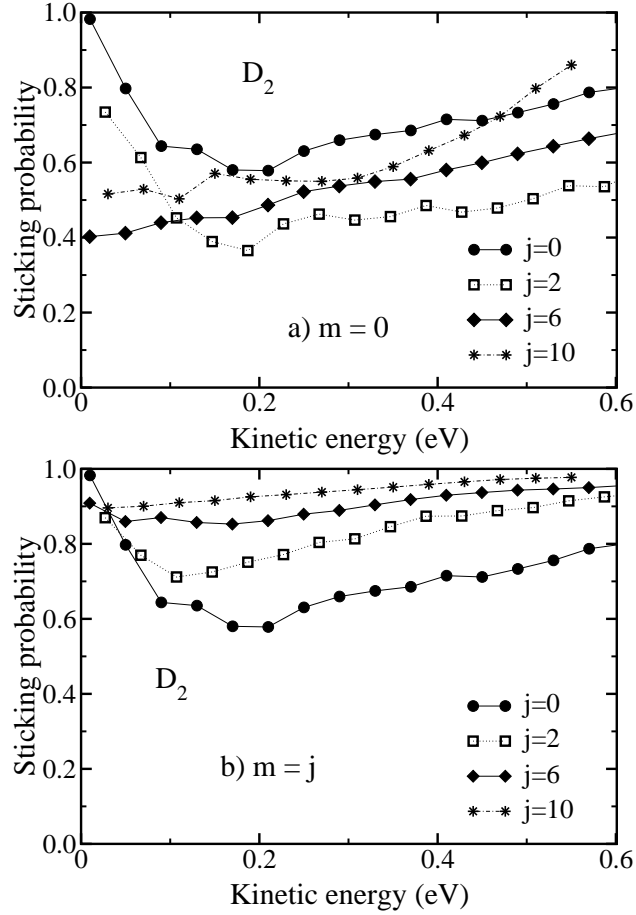 1.0
0.8
0.6
0.4
0.2
0.0
Sticking probability
D2
j=0
j=2
j=6
j=10
a) m = 0
0 0.2 0.4 0.6
Kinetic energy (eV)
1.0
0.8
0.6
0.4
0.2
0.0
Sticking probability
D2
j=0
j=2
j=6
j=10
b) m = j
0 0.2 0.4 0.6
Kinetic energy (eV)